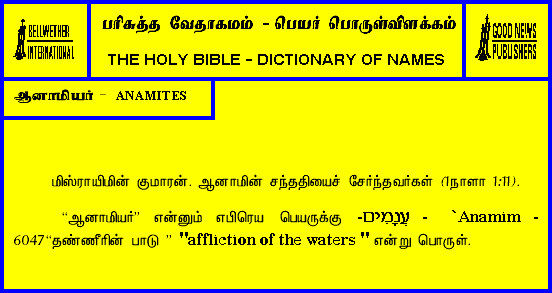 BELLWETHER
INTERNATIONAL
பரிசுத்த வேதாகமம் - பெயர் பொருள்விளக்கம்
THE HOLY BIBLE - DICTIONARY OF NAMES
GOOD NEWS
PUBLISHERS
ஆனாமியர் - ANAMITES
மிஸ்ராயிமின் குமாரன். ஆனாமின் சந்ததியைச் சேர்ந்தவர்கள் (1நாளா 1:11).
“ஆனாமியர்” என்னும் எபிரெய பெயருக்கு -עֲנָמִים - `Anamim -
6047“தண்ணீரின் பாடு ” "affliction of the waters " என்று பொருள்.